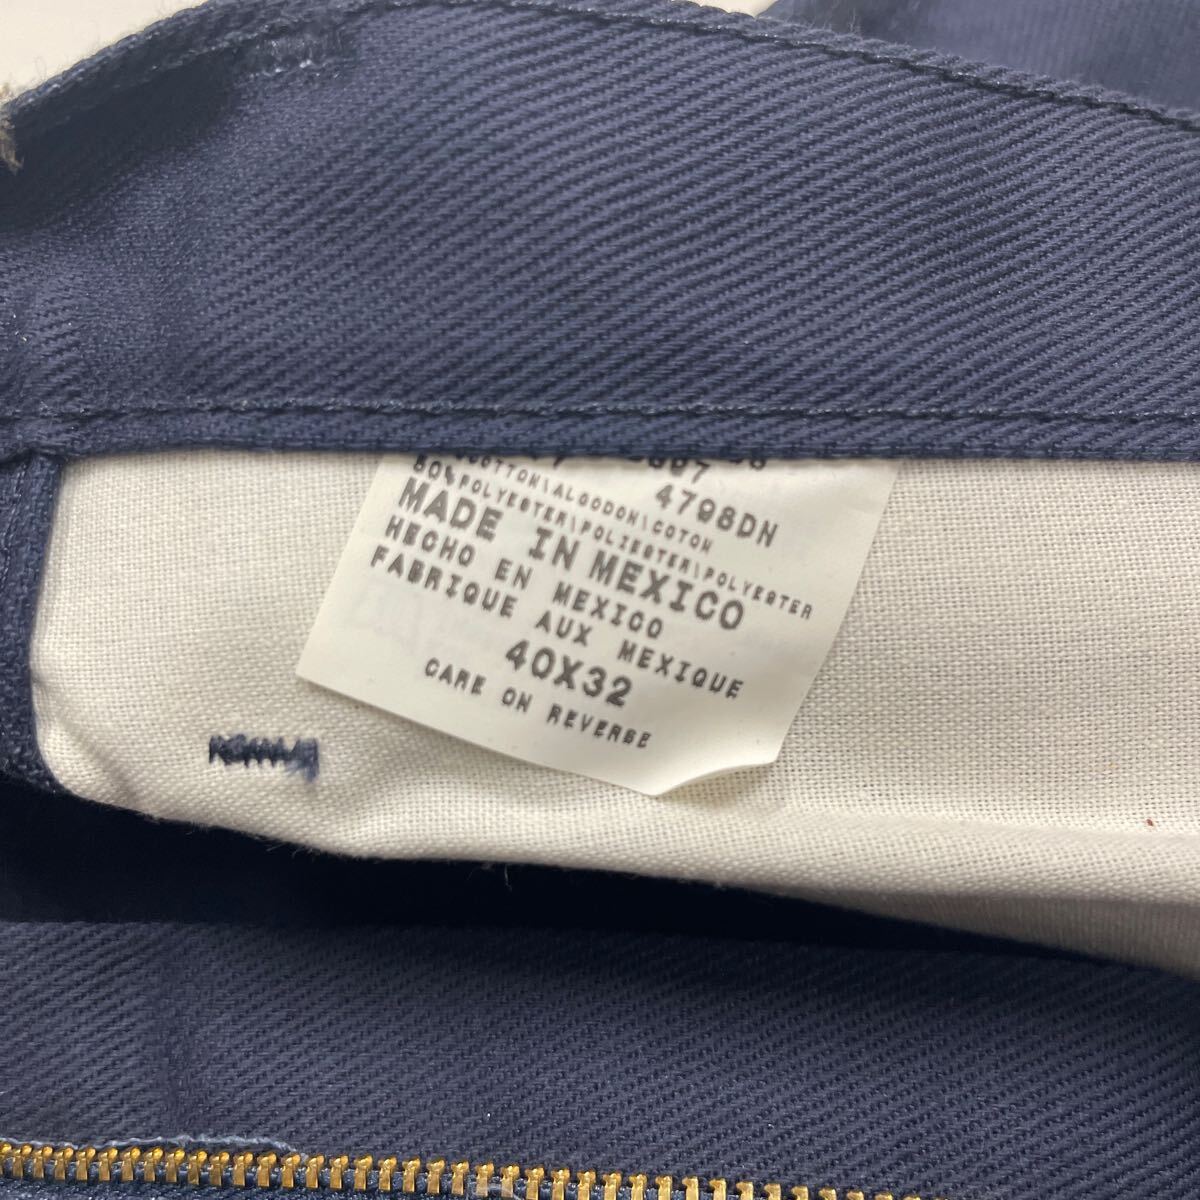 4798DN
COTTON\ALGODON\COTON
80%POLYESTER\POLIESTER\POLYESTER
MADE IN MEXICO
HECHO EN MEXICO
FABRIQUE AUX MEXIQUE
40X32
CARE ON REVERSE